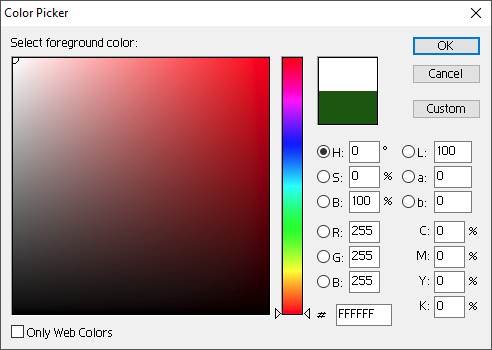 Color Picker
Select foreground color:
OK
Cancel
Custom
H: 0 °
S: 0 %
B: 100 %
R: 255
G: 255
B: 255
# FFFFFF
L: 100
a: 0
b: 0
C: 0 %
M: 0 %
Y: 0 %
K: 0 %
Only Web Colors